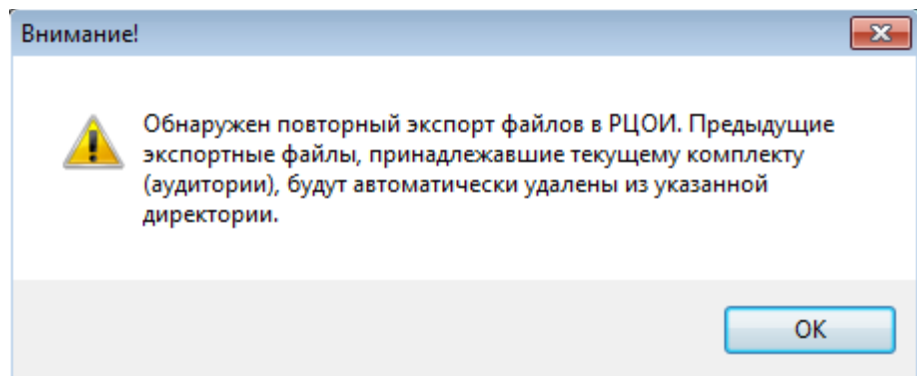 Внимание!
Обнаружен повторный экспорт файлов в РЦОИ. Предыдущие
экспортные файлы, принадлежавшие текущему комплекту
(аудитории), будут автоматически удалены из указанной
директории.
ОК